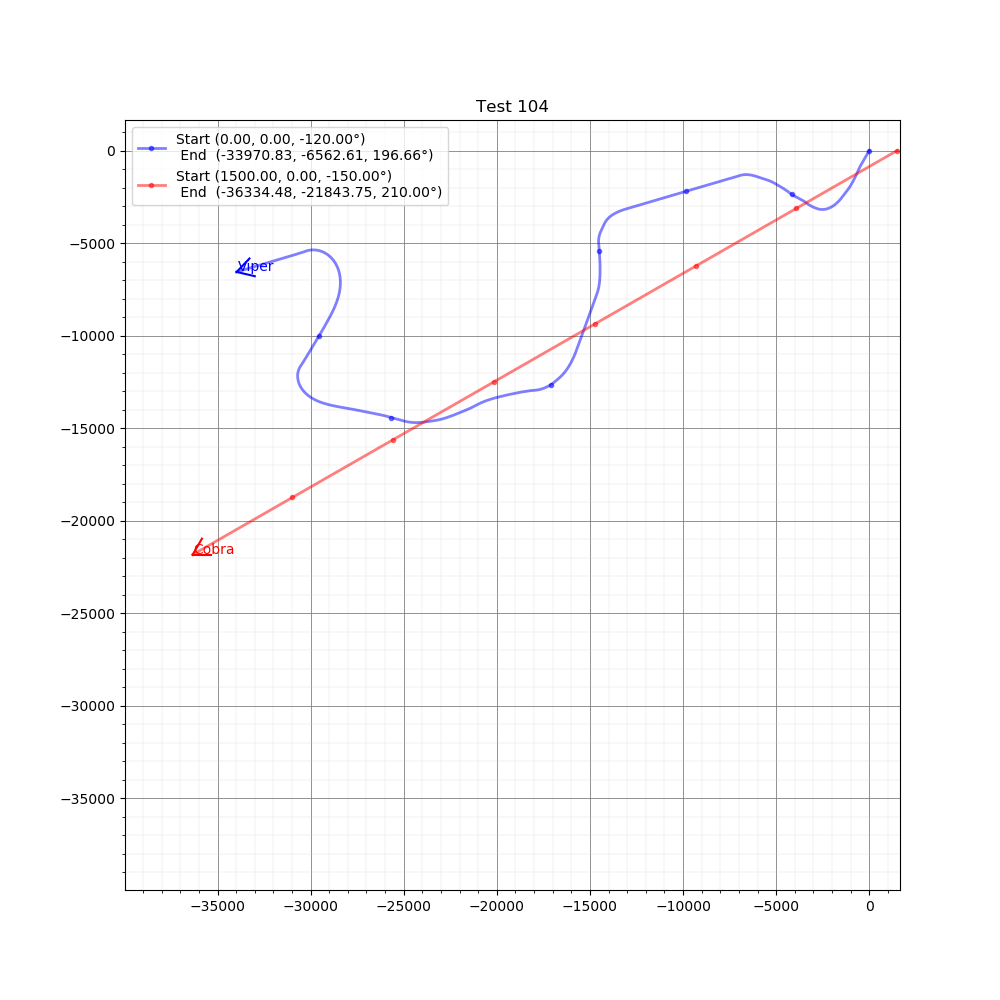 Test 104
Start (0.00, 0.00, -120.00°)
End (-33970.83, -6562.61, 196.66°)
Start (1500.00, 0.00, -150.00°)
End (-36334.48, -21843.75, 210.00°)
0
−5000
−10000
−15000
−20000
−25000
−30000
−35000
Viper
Cobra
−35000 −30000 −25000 −20000 −15000 −10000 −5000 0